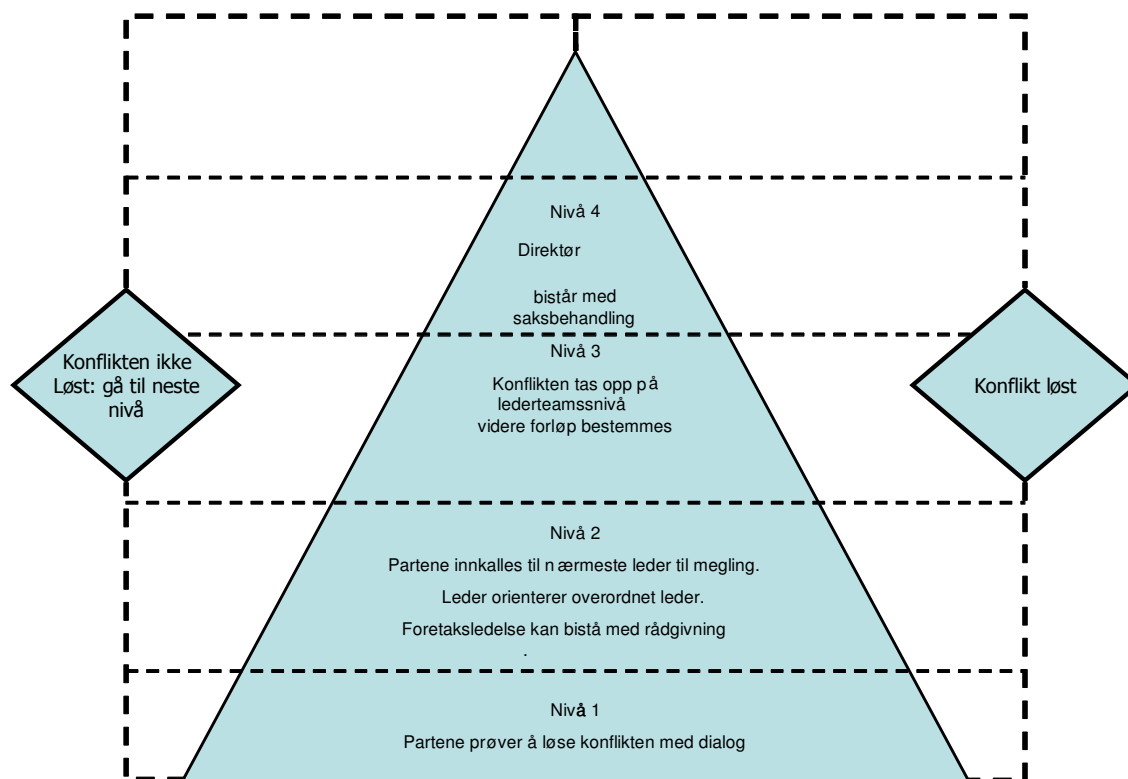 Nivå 4
Direktør
bistår med
saksbehandling
Konflikten ikke
Løst: gå til neste
nivå
Nivå 3
Konflikten tas opp på
lederteamssnivå
videre forløp bestemmes
Konflikt løst
Nivå 2
Partene innkalles til nærmeste leder til megling.
Leder orienterer overordnet leder.
Foretaksledelse kan bistå med rådgivning
.
Nivå 1
Partene prøver å løse konflikten med dialog